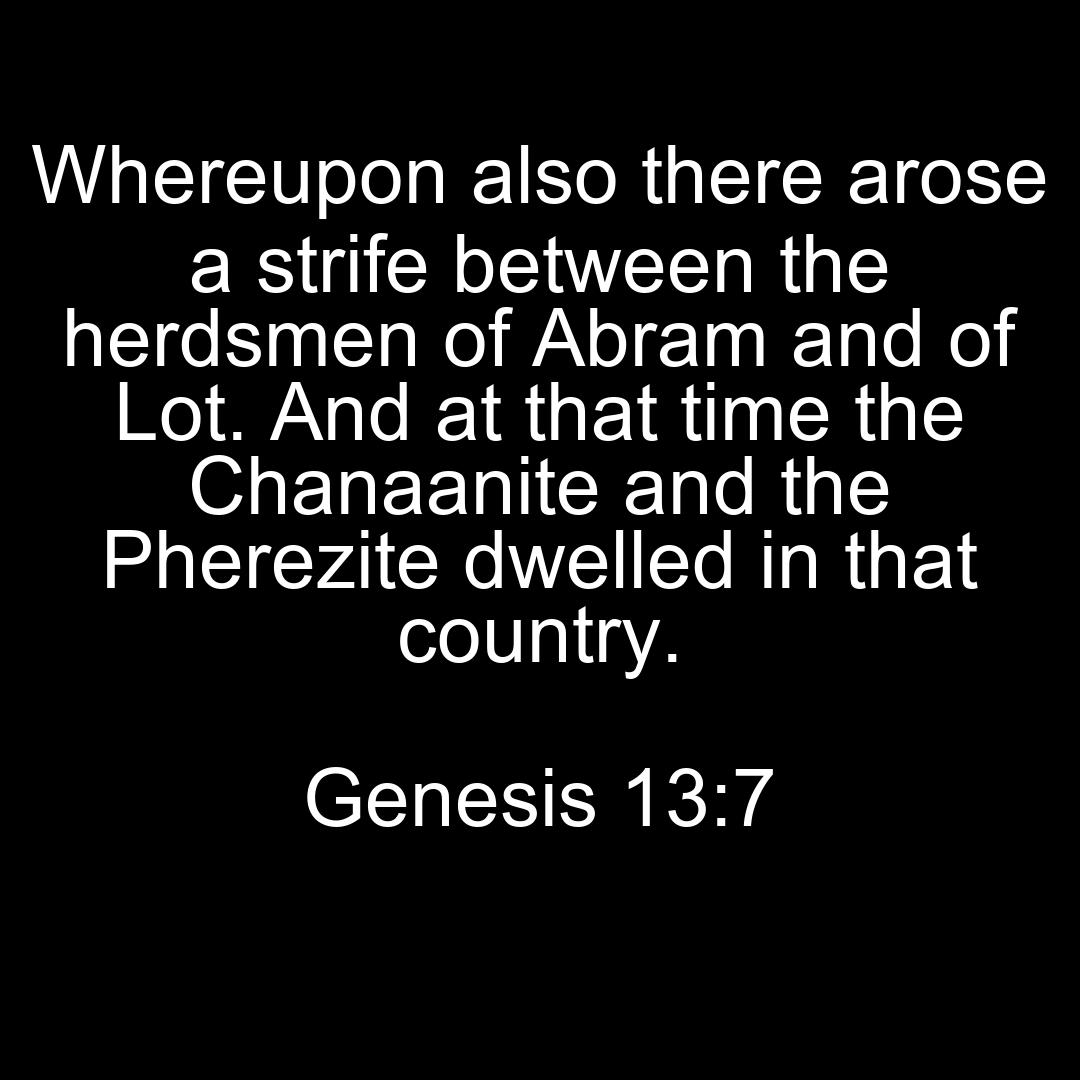 Whereupon also there arose
a strife between the
herdsmen of Abram and of
Lot. And at that time the
Chanaanite and the
Pherezite dwelled in that
country.
Genesis 13:7